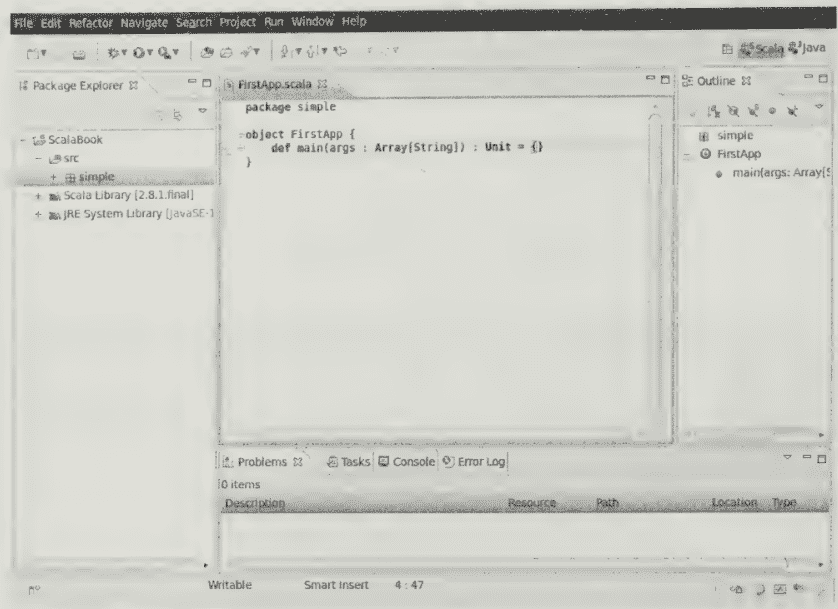 File Edit Refactor Navigate Search Project Run Window Help
Scala Java
Package Explorer
ScalaBook
src
simple
Scala Library [2.8.1.final]
JRE System Library [JavaSE-1
FirstApp.scala
package simple
object FirstApp {
def main(args : Array[String]) : Unit = {}
}
Outline
simple
FirstApp
main(args: Array[S
Problems Tasks Console Error Log
0 items
Description Resource Path Location Type
Writable Smart Insert 4 : 47